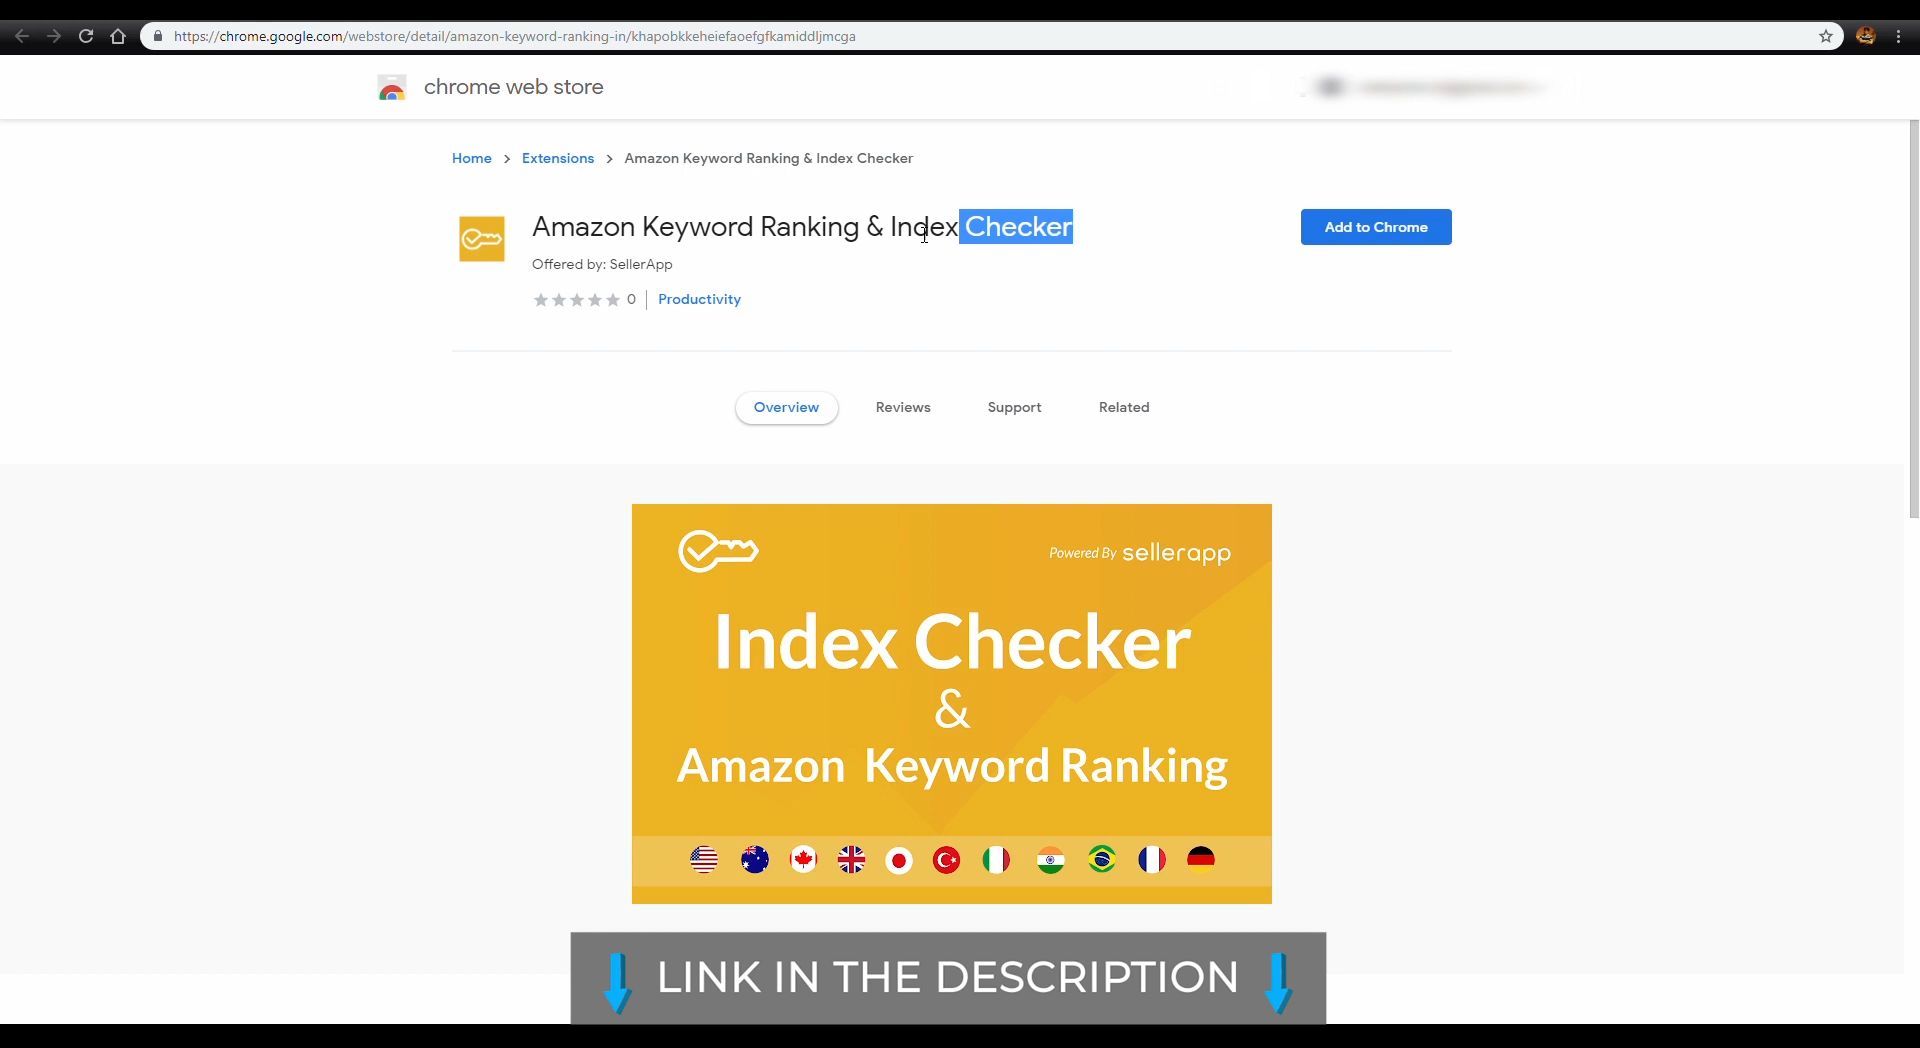 https://chrome.google.com/webstore/detail/amazon-keyword-ranking-in/khapobkkeheiefaoefgfkamiddljmcga
chrome web store
Home > Extensions > Amazon Keyword Ranking & Index Checker
Amazon Keyword Ranking & Index Checker
Add to Chrome
Offered by: SellerApp
0 | Productivity
Overview Reviews Support Related
Powered By sellerapp
Index Checker
&
Amazon Keyword Ranking
LINK IN THE DESCRIPTION